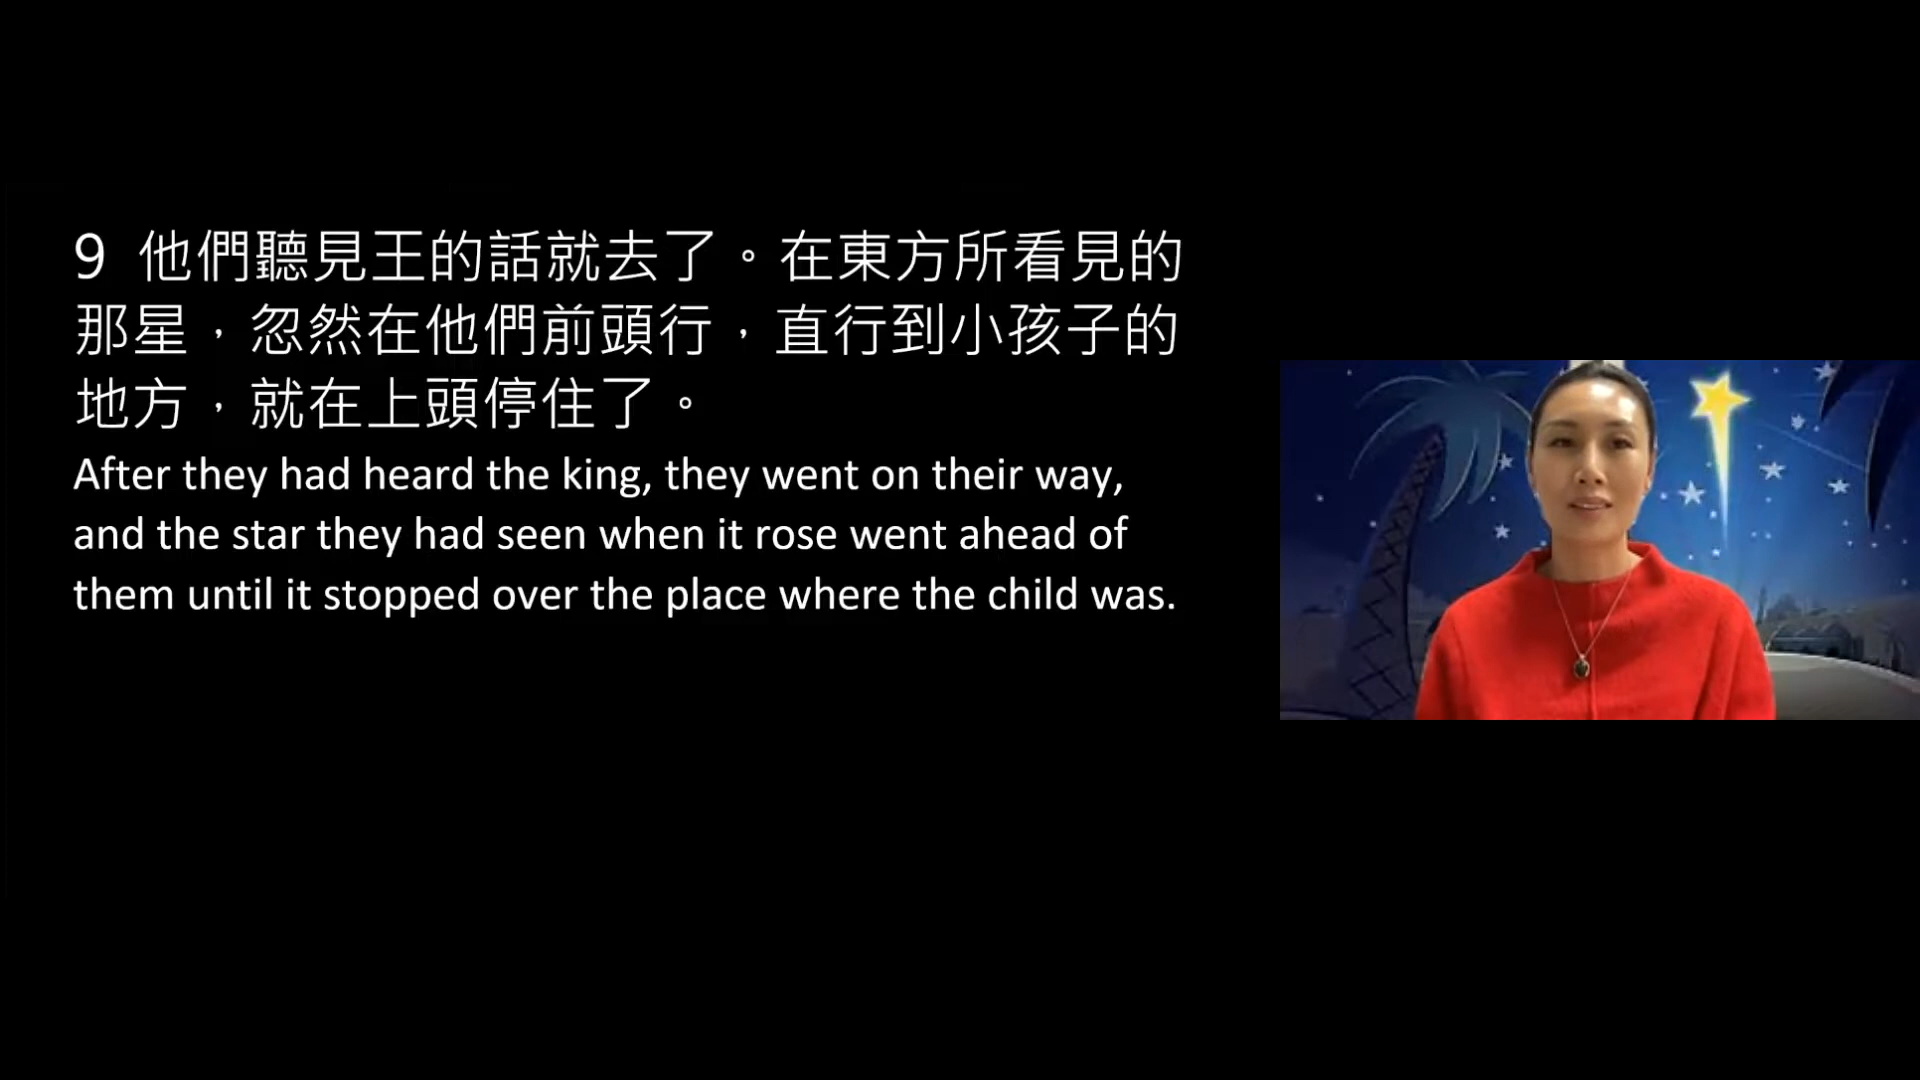 9 他們聽見王的話就去了。在東方所看見的
那星，忽然在他們前頭行，直行到小孩子的
地方，就在上頭停住了。
After they had heard the king, they went on their way,
and the star they had seen when it rose went ahead of
them until it stopped over the place where the child was.